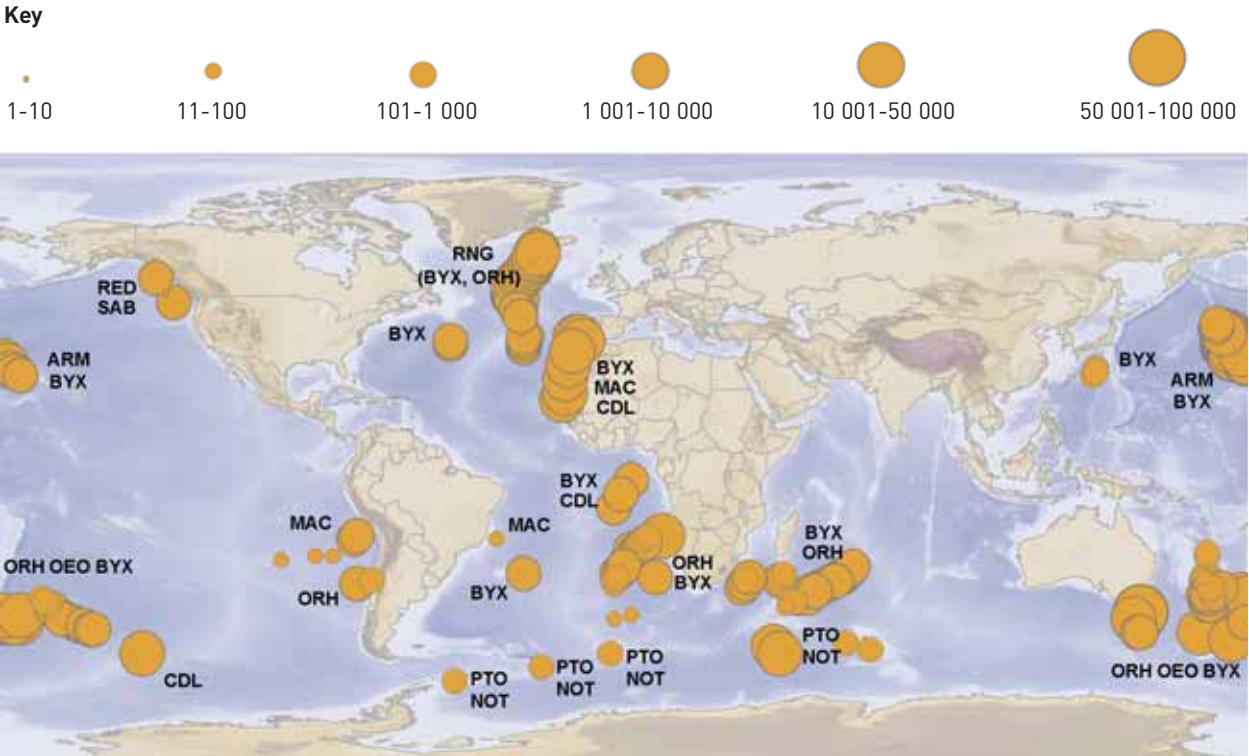 Key
1-10
11-100
101-1 000
1 001-10 000
10 001-50 000
50 001-100 000
RNG
(BYX, ORH)
RED
SAB
BYX
ARM
BYX
BYX
MAC
CDL
BYX
ARM
BYX
BYX
CDL
MAC
MAC
BYX
ORH
ORH OEO BYX
ORH
BYX
BYX
ORH
CDL
PTO
NOT
PTO
NOT
PTO
NOT
PTO
NOT
ORH OEO BYX